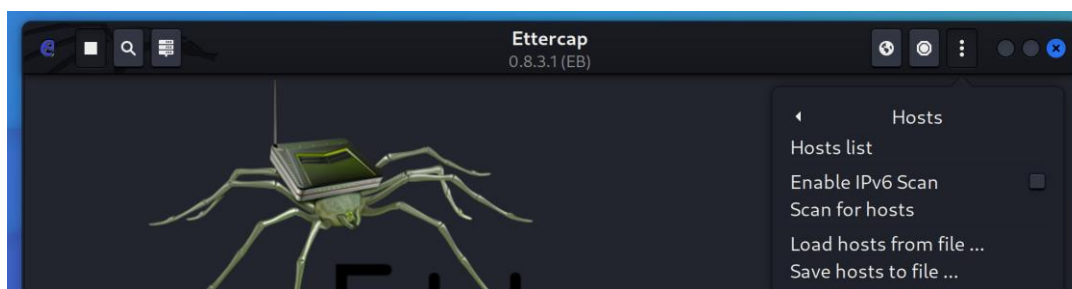 Ettercap
0.8.3.1 (EB)
Hosts
Hosts list
Enable IPv6 Scan
Scan for hosts
Load hosts from file ...
Save hosts to file ...